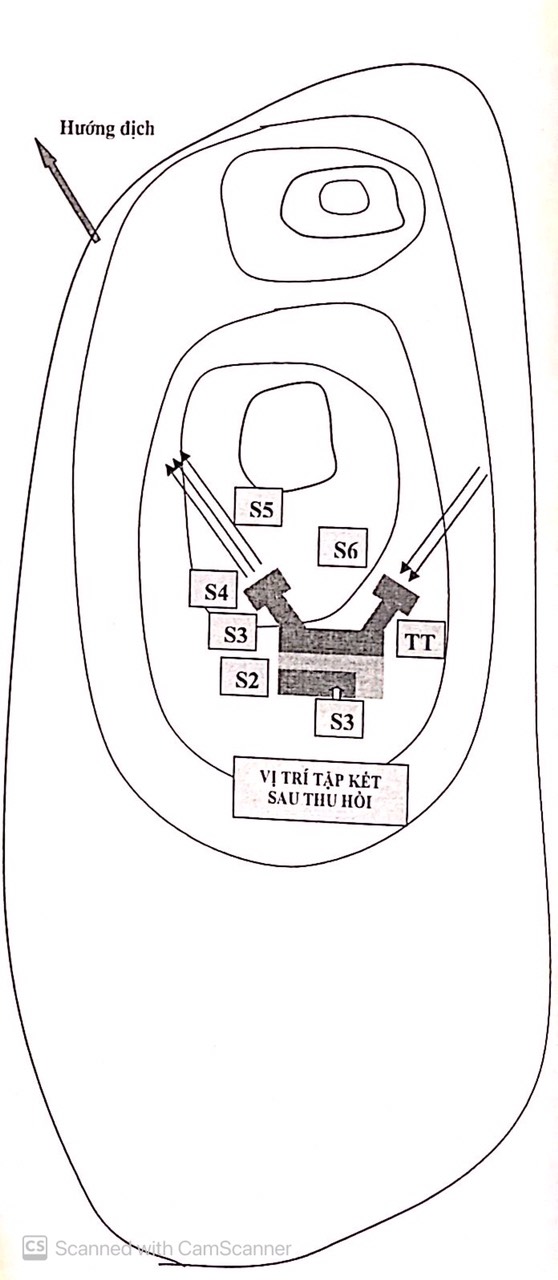 Hướng địch
S5
S6
S4
S3
TT
S2
S3
VỊ TRÍ TẬP KẾT
SAU THU HỒI
CS Scanned with CamScanner